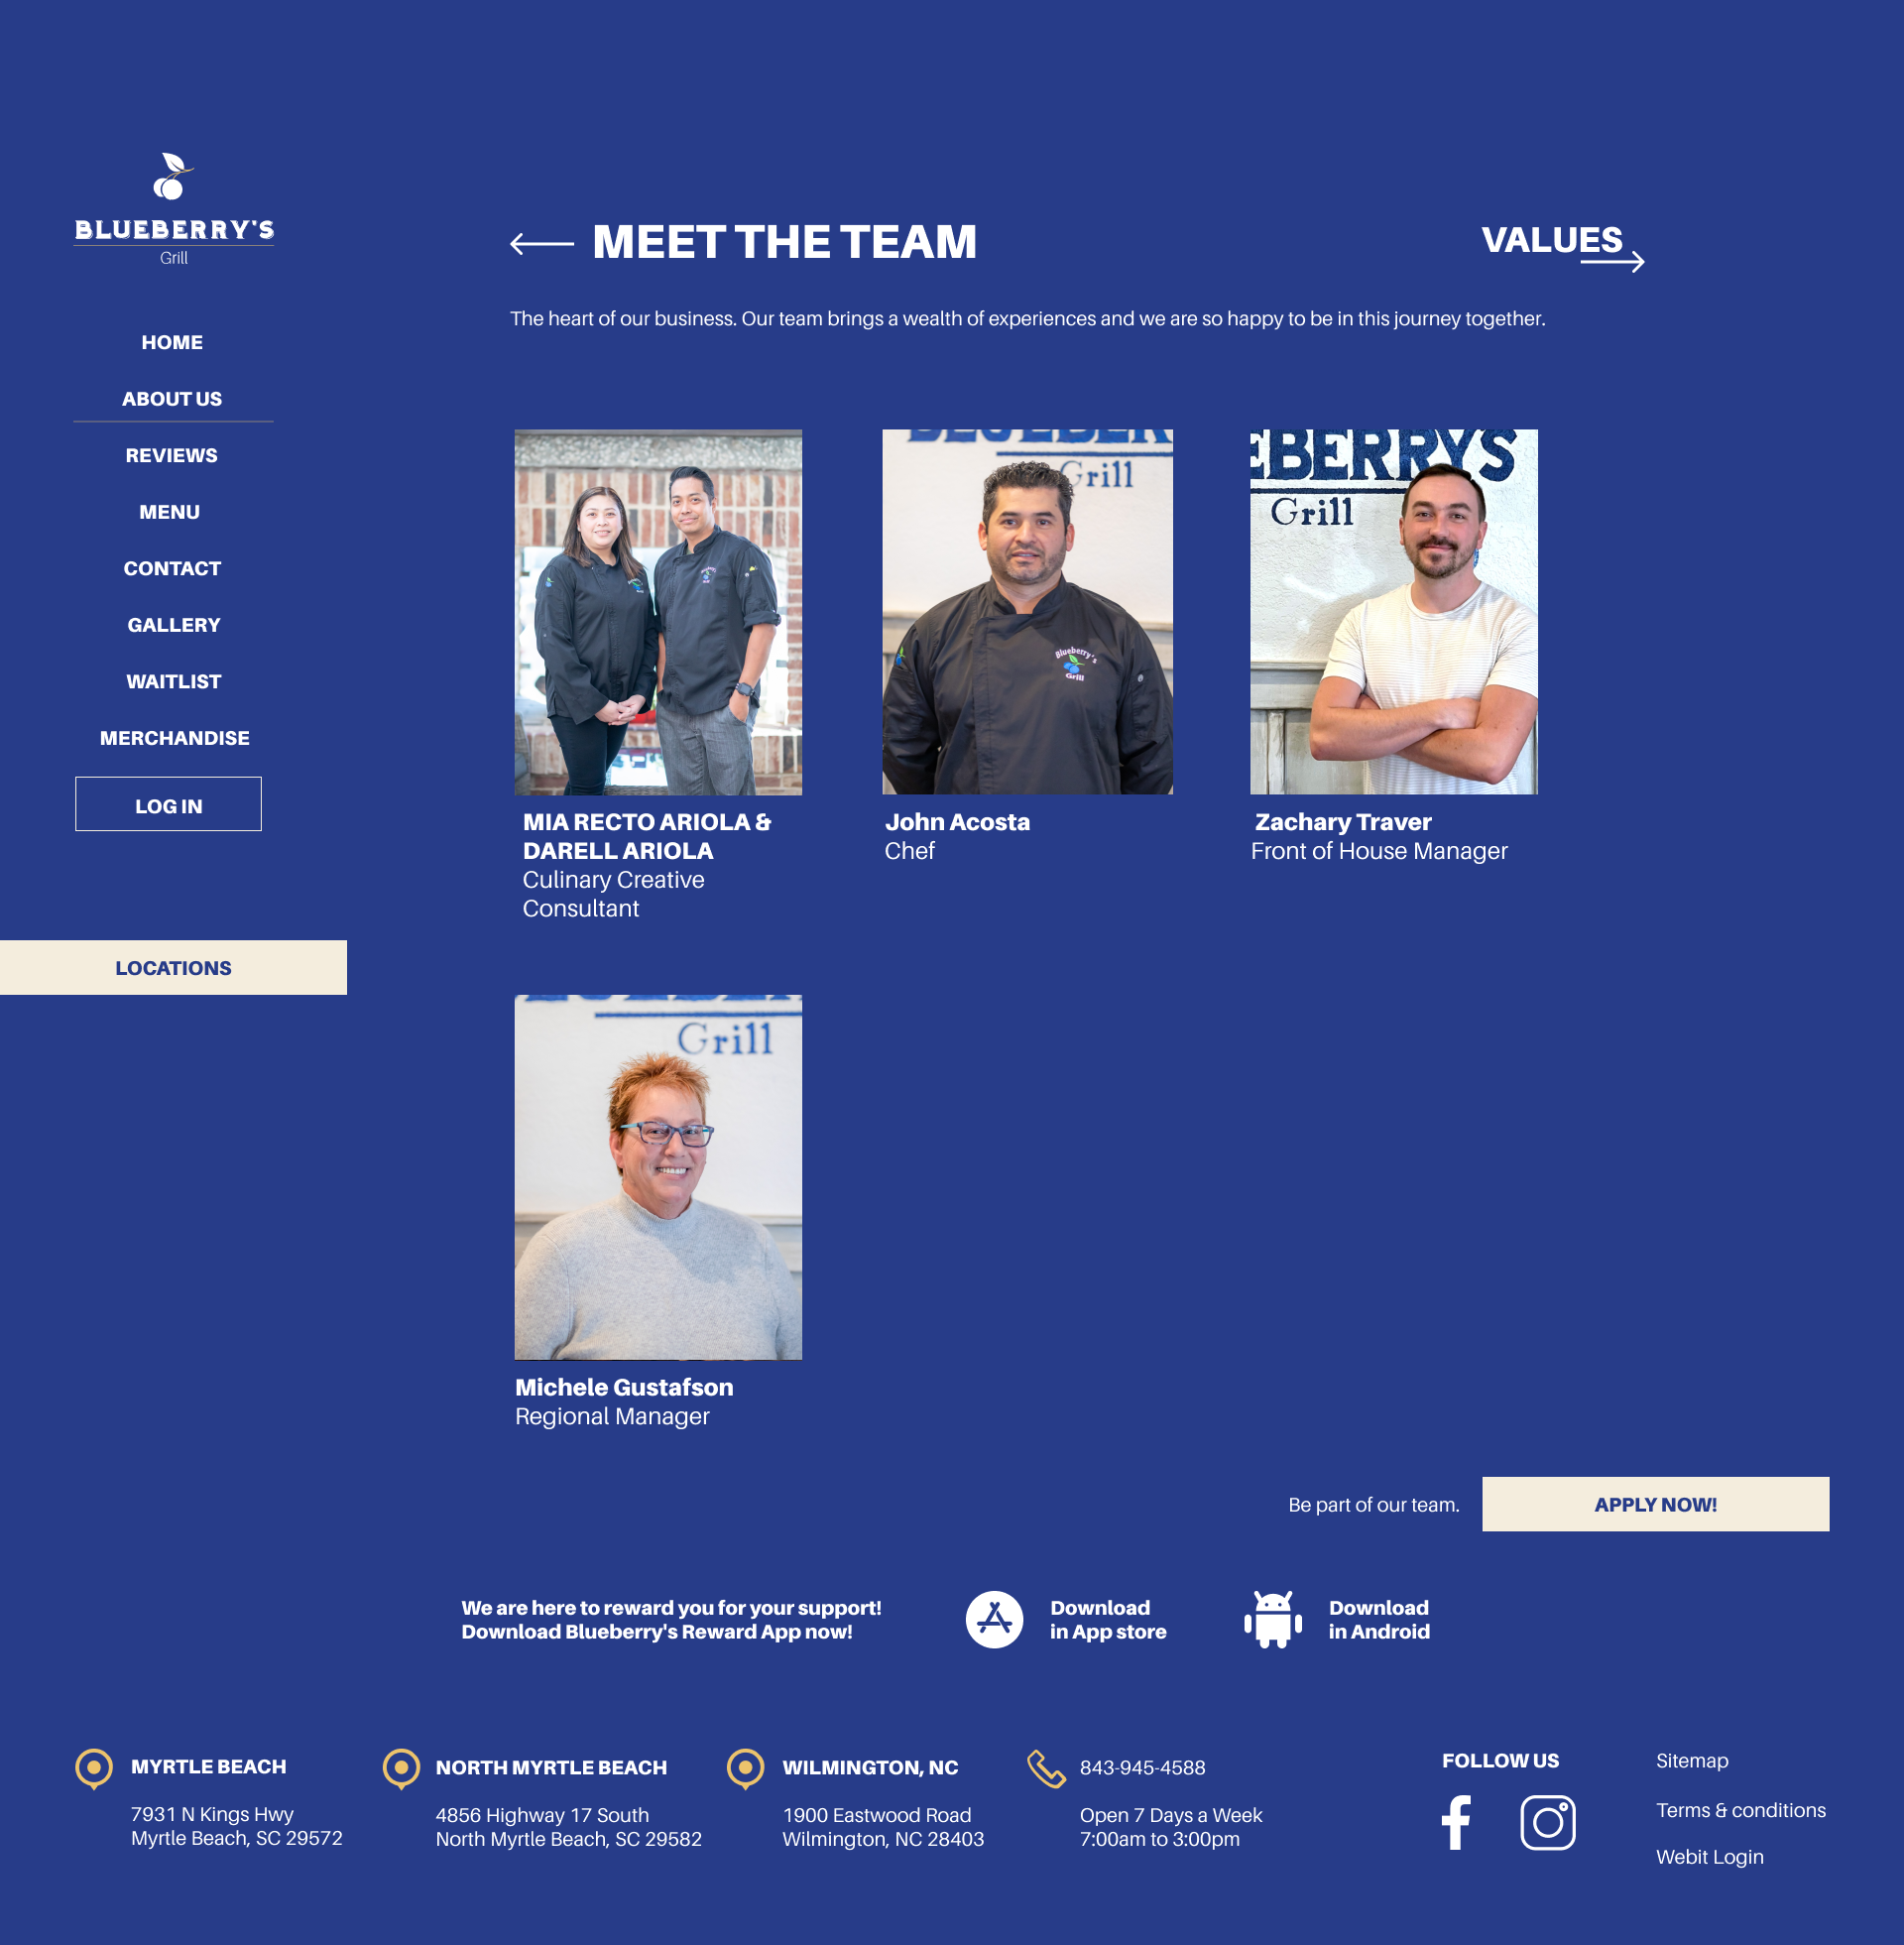 BLUEBERRY'S
Grill
HOME
ABOUT US
REVIEWS
MENU
CONTACT
GALLERY
WAITLIST
MERCHANDISE
LOG IN
LOCATIONS
MEET THE TEAM
VALUES
The heart of our business. Our team brings a wealth of experiences and we are so happy to be in this journey together.
Grill
Blueberry's
Grill
EBERRYS
Grill
MIA RECTO ARIOLA &
DARELL ARIOLA
Culinary Creative
Consultant
John Acosta
Chef
Zachary Traver
Front of House Manager
Grill
Michele Gustafson
Regional Manager
Be part of our team.
APPLY NOW!
We are here to reward you for your support!
Download Blueberry's Reward App now!
Download
in App store
Download
in Android
MYRTLE BEACH
7931 N Kings Hwy
Myrtle Beach, SC 29572
NORTH MYRTLE BEACH
4856 Highway 17 South
North Myrtle Beach, SC 29582
WILMINGTON, NC
1900 Eastwood Road
Wilmington, NC 28403
843-945-4588
Open 7 Days a Week
7:00am to 3:00pm
FOLLOW US
Sitemap
Terms & conditions
Webit Login